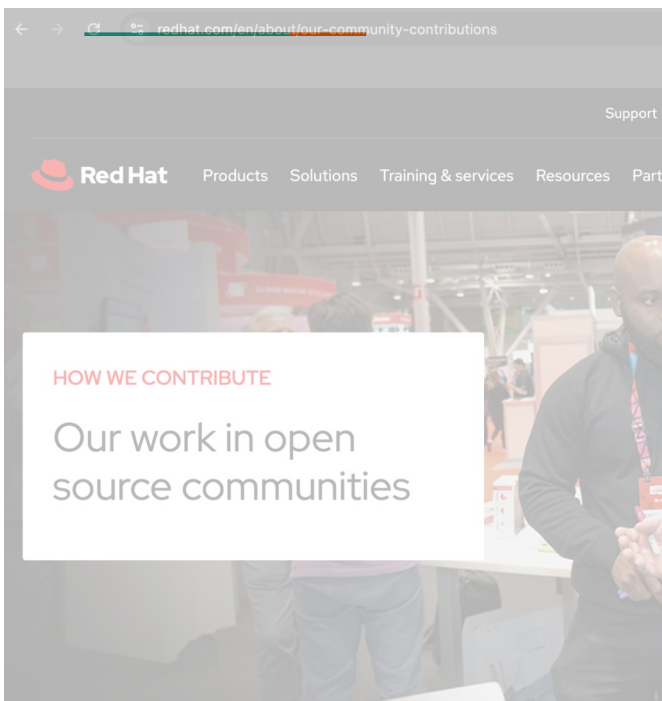 redhat.com/en/about/our-community-contributions
Support
Red Hat Products Solutions Training & services Resources Part
HOW WE CONTRIBUTE
Our work in open
source communities